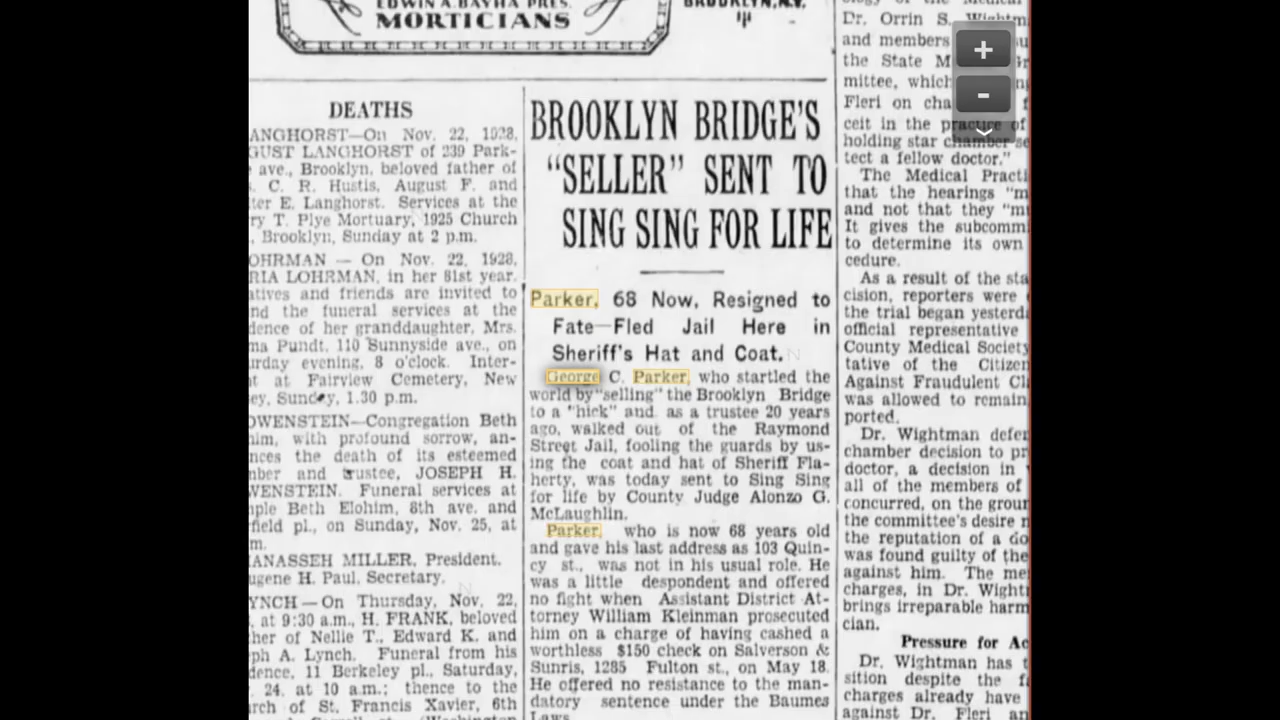 EDWIN A. BAYHA PRES.
MORTICIANS
BROOKLYN, N.Y.
DEATHS
ANGHORST—On Nov. 22, 1928,
GUST LANGHORST of 239 Park-
ave., Brooklyn, beloved father of
. C. R. Hustis, August F. and
ter E. Langhorst. Services at the
ry T. Plye Mortuary, 1925 Church
, Brooklyn, Sunday at 2 p.m.
OHRMAN — On Nov. 22, 1928,
RIA LOHRMAN, in her 81st year.
atives and friends are invited to
nd the funeral services at the
dence of her granddaughter, Mrs.
na Pundt, 110 Sunnyside ave., on
urday evening, 8 o'clock. Inter-
t at Fairview Cemetery, New
ey, Sunday, 1.30 p.m.
OWENSTEIN—Congregation Beth
him, with profound sorrow, an-
nces the death of its esteemed
nber and trustee, JOSEPH H.
WENSTEIN. Funeral services at
ple Beth Elohim, 8th ave. and
field pl., on Sunday, Nov. 25, at
m.
ANASSEH MILLER, President.
ugene H. Paul, Secretary.
YNCH—On Thursday, Nov. 22,
, at 9:30 a.m., H. FRANK, beloved
her of Nellie T., Edward K. and
ph A. Lynch. Funeral from his
dence, 11 Berkeley pl., Saturday,
. 24, at 10 a.m.; thence to the
rch of St. Francis Xavier, 6th
BROOKLYN BRIDGE'S
"SELLER" SENT TO
SING SING FOR LIFE
Parker, 68 Now, Resigned to
Fate—Fled Jail Here in
Sheriff's Hat and Coat.
George C. Parker, who startled the
world by "selling" the Brooklyn Bridge
to a "hick" and as a trustee 20 years
ago, walked out of the Raymond
Street Jail, fooling the guards by us-
ing the coat and hat of Sheriff Fla-
herty, was today sent to Sing Sing
for life by County Judge Alonzo G.
McLaughlin.
Parker, who is now 68 years old
and gave his last address as 103 Quin-
cy st., was not in his usual role. He
was a little despondent and offered
no fight when Assistant District At-
torney William Kleinman prosecuted
him on a charge of having cashed a
worthless $150 check on Salverson &
Sunris, 1285 Fulton st., on May 18.
He offered no resistance to the man-
datory sentence under the Baumes
Laws.
Dr. Orrin S. Wightm
and members
the State M
mittee, which
Fleri on cha
ceit in the practice of
holding star chamber se
tect a fellow doctor."
The Medical Practi
that the hearings "m
and not that they "mu
It gives the subcomm
to determine its own
cedure.
As a result of the sta
cision, reporters were
the trial began yesterd
official representative
County Medical Society
tative of the Citizen
Against Fraudulent Cl
was allowed to remain
ported.
Dr. Wightman defen
chamber decision to pr
doctor, a decision in
all of the members of
concurred, on the groun
the committee's desire n
the reputation of a do
was found guilty of the
against him. The me
charges, in Dr. Wightm
brings irreparable harm
cian.
Pressure for Ac
Dr. Wightman has t
sition despite the f
charges already have
against Dr. Fleri an